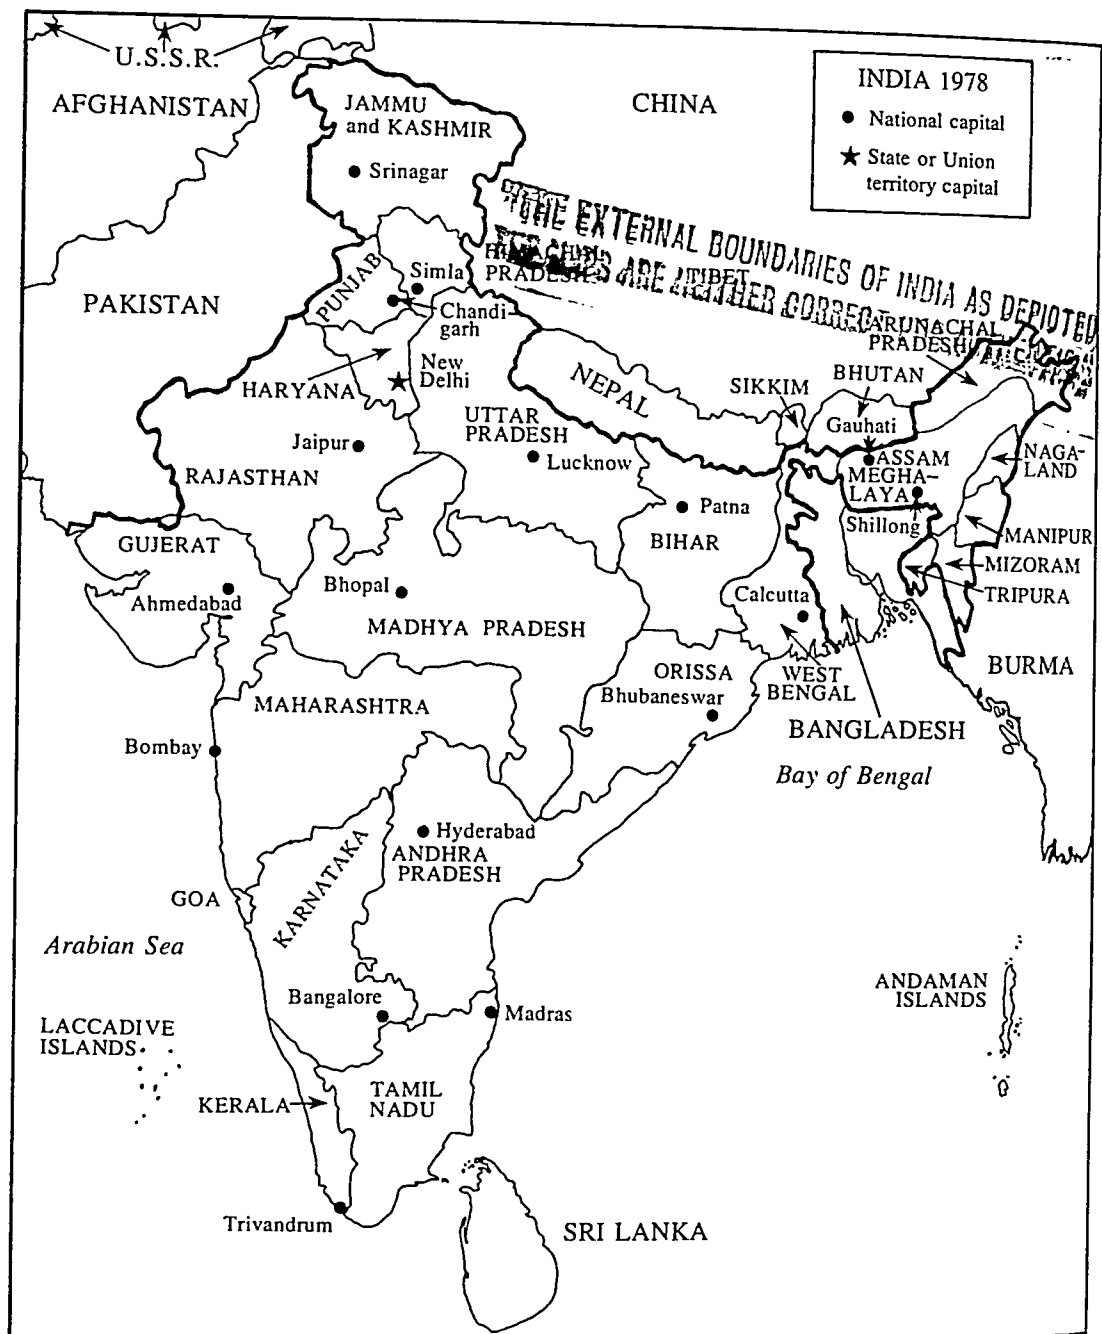 U.S.S.R.
AFGHANISTAN
JAMMU
and KASHMIR
Srinagar
CHINA
INDIA 1978
National capital
State or Union
territory capital
THE EXTERNAL BOUNDARIES OF INDIA AS DEPICTED
ARE NEITHER CORRECT
PAKISTAN
PUNJAB
Simla
HIMACHAL
PRADESH
TIBET
Chandi-
garh
HARYANA
New
Delhi
NEPAL
SIKKIM
BHUTAN
ARUNACHAL
PRADESH
Gauhati
ASSAM
MEGHA-
LAYA
Shillong
NAGA-
LAND
MANIPUR
MIZORAM
TRIPURA
Jaipur
RAJASTHAN
UTTAR
PRADESH
Lucknow
Patna
BIHAR
GUJERAT
Ahmedabad
Bhopal
MADHYA PRADESH
Calcutta
WEST
BENGAL
BANGLADESH
BURMA
ORISSA
Bhubaneswar
MAHARASHTRA
Bombay
Bay of Bengal
Hyderabad
ANDHRA
PRADESH
KARNATAKA
GOA
Arabian Sea
Bangalore
Madras
ANDAMAN
ISLANDS
LACCADIVE
ISLANDS
KERALA
TAMIL
NADU
Trivandrum
SRI LANKA